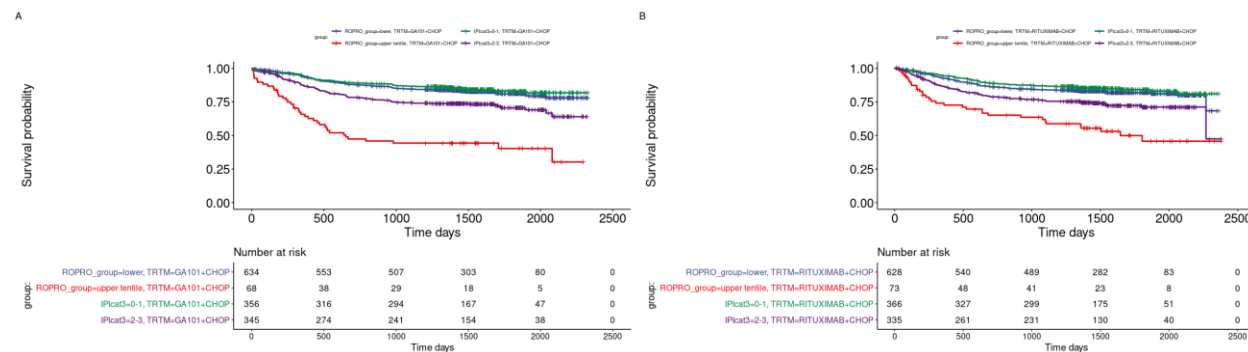 A
group:
ROPRO_group=lower, TRTM=GA101+CHOP
IPIcat3=0-1, TRTM=GA101+CHOP
ROPRO_group=upper tentile, TRTM=GA101+CHOP
IPIcat3=2-3, TRTM=GA101+CHOP
Survival probability
1.00
0.75
0.50
0.25
0.00
0
500
1000
1500
2000
2500
Time days
Number at risk
group:
ROPRO_group=lower, TRTM=GA101+CHOP 634 553 507 303 80 0
ROPRO_group=upper tentile, TRTM=GA101+CHOP 68 38 29 18 5 0
IPIcat3=0-1, TRTM=GA101+CHOP 356 316 294 167 47 0
IPIcat3=2-3, TRTM=GA101+CHOP 345 274 241 154 38 0
0 500 1000 1500 2000 2500
Time days
B
group:
ROPRO_group=lower, TRTM=RITUXIMAB+CHOP
IPIcat3=0-1, TRTM=RITUXIMAB+CHOP
ROPRO_group=upper tentile, TRTM=RITUXIMAB+CHOP
IPIcat3=2-3, TRTM=RITUXIMAB+CHOP
Survival probability
1.00
0.75
0.50
0.25
0.00
0
500
1000
1500
2000
2500
Time days
Number at risk
group:
ROPRO_group=lower, TRTM=RITUXIMAB+CHOP 628 540 489 282 83 0
ROPRO_group=upper tentile, TRTM=RITUXIMAB+CHOP 73 48 41 23 8 0
IPIcat3=0-1, TRTM=RITUXIMAB+CHOP 366 327 299 175 51 0
IPIcat3=2-3, TRTM=RITUXIMAB+CHOP 335 261 231 130 40 0
0 500 1000 1500 2000 2500
Time days